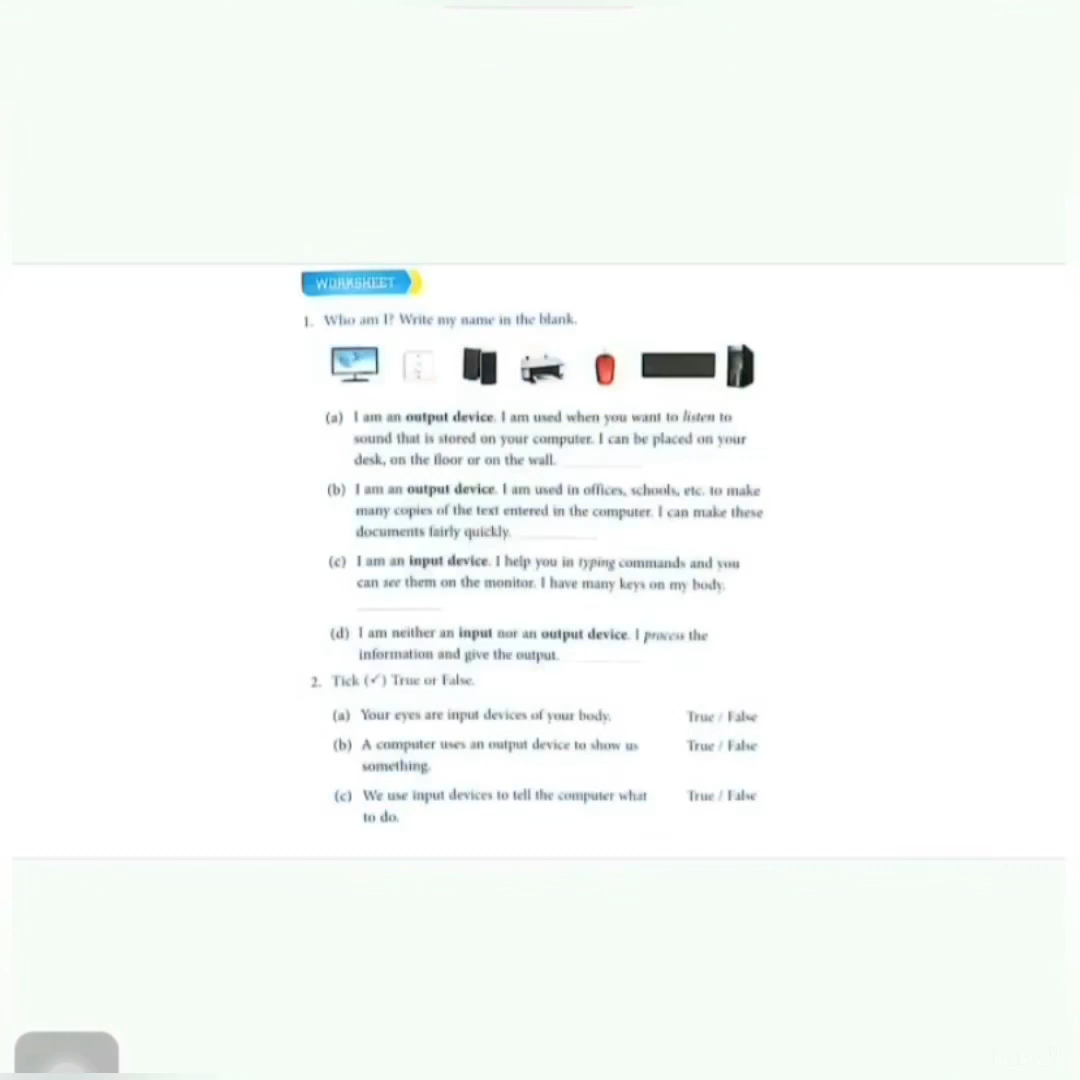 WORKSHEET
1. Who am I? Write my name in the blank.
(a) I am an output device. I am used when you want to listen to
sound that is stored on your computer. I can be placed on your
desk, on the floor or on the wall.
(b) I am an output device. I am used in offices, schools, etc. to make
many copies of the text entered in the computer. I can make these
documents fairly quickly.
(c) I am an input device. I help you in typing commands and you
can see them on the monitor. I have many keys on my body.
(d) I am neither an input nor an output device. I process the
information and give the output.
2. Tick (✓) True or False.
(a) Your eyes are input devices of your body. True / False
(b) A computer uses an output device to show us True / False
something.
(c) We use input devices to tell the computer what True / False
to do.